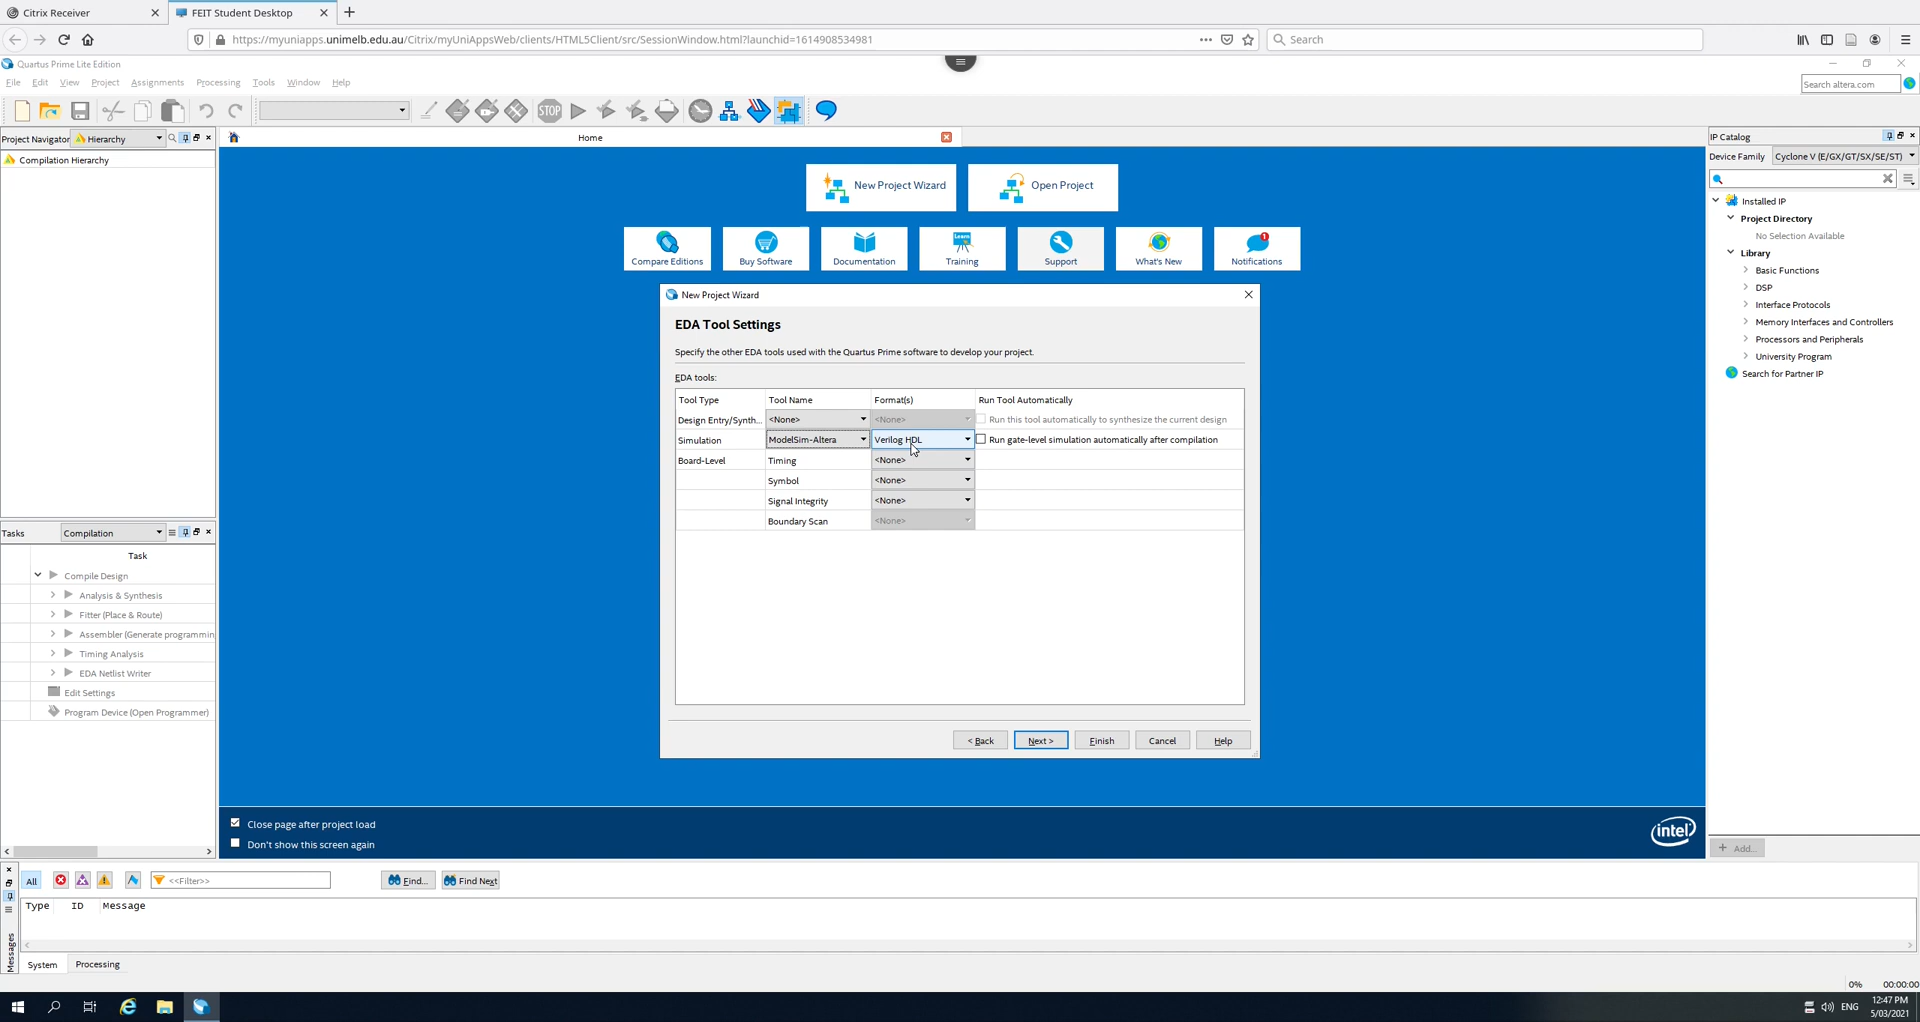 Citrix Receiver
FEIT Student Desktop
https://myuniapps.unimelb.edu.au/Citrix/myUniAppsWeb/clients/HTML5Client/src/SessionWindow.html?launchid=1614908534981
Search
Quartus Prime Lite Edition
File Edit View Project Assignments Processing Tools Window Help
Search altera.com
Project Navigator Hierarchy
Compilation Hierarchy
Home
New Project Wizard
Open Project
Compare Editions
Buy Software
Documentation
Training
Support
What's New
1
Notifications
IP Catalog
Device Family Cyclone V (E/GX/GT/SX/SE/ST)
Installed IP
Project Directory
No Selection Available
Library
Basic Functions
DSP
Interface Protocols
Memory Interfaces and Controllers
Processors and Peripherals
University Program
Search for Partner IP
+ Add...
New Project Wizard
EDA Tool Settings
Specify the other EDA tools used with the Quartus Prime software to develop your project.
EDA tools:
Tool Type Tool Name Format(s) Run Tool Automatically
Design Entry/Synth... <None> <None> Run this tool automatically to synthesize the current design
Simulation ModelSim-Altera Verilog HDL Run gate-level simulation automatically after compilation
Board-Level Timing <None>
Symbol <None>
Signal Integrity <None>
Boundary Scan <None>
< Back Next > Finish Cancel Help
Tasks Compilation
Task
Compile Design
Analysis & Synthesis
Fitter (Place & Route)
Assembler (Generate programmin
Timing Analysis
EDA Netlist Writer
Edit Settings
Program Device (Open Programmer)
Close page after project load
Don't show this screen again
intel
All <<Filter>> Find... Find Next
Type ID Message
Messages
System Processing
0% 00:00:00
ENG
12:47 PM
5/03/2021
STOP
Learn